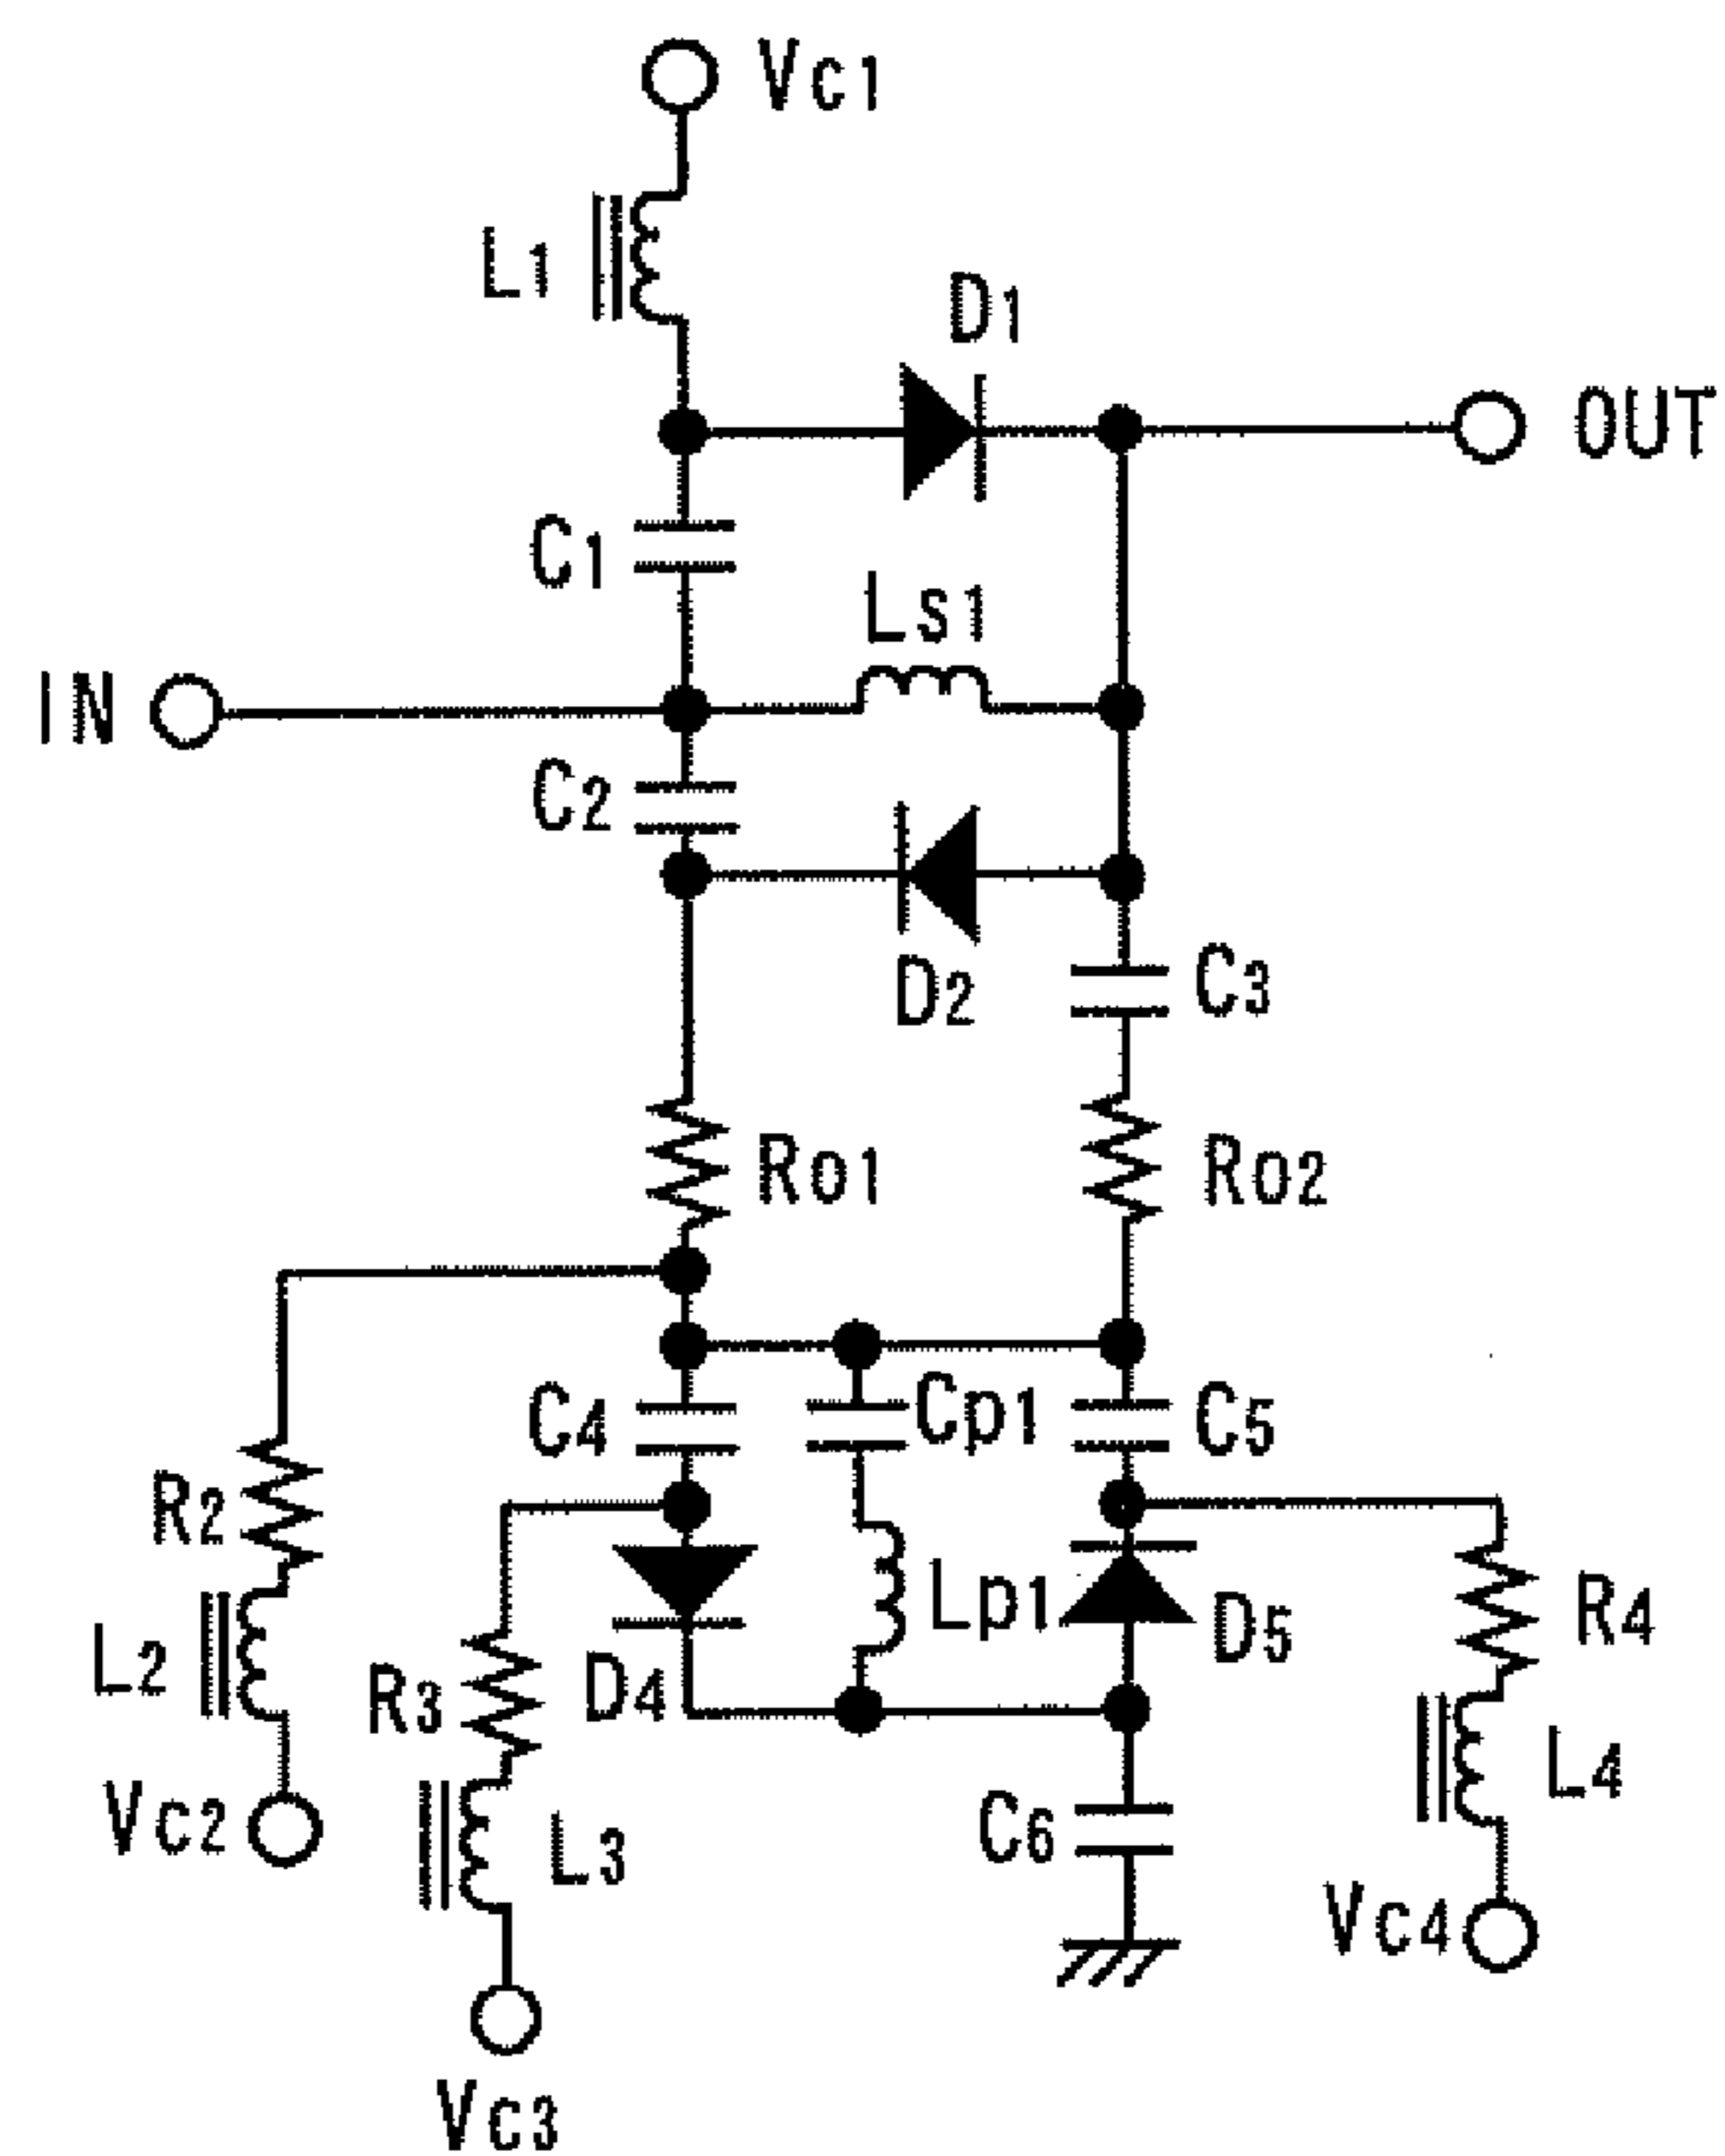 Vc1
L1
D1
OUT
C1
Ls1
IN
C2
D2
C3
Ro1
Ro2
C4
Cp1
C5
R2
Lp1
D5
R4
L2
R3
D4
L4
Vc2
L3
C6
Vc4
Vc3